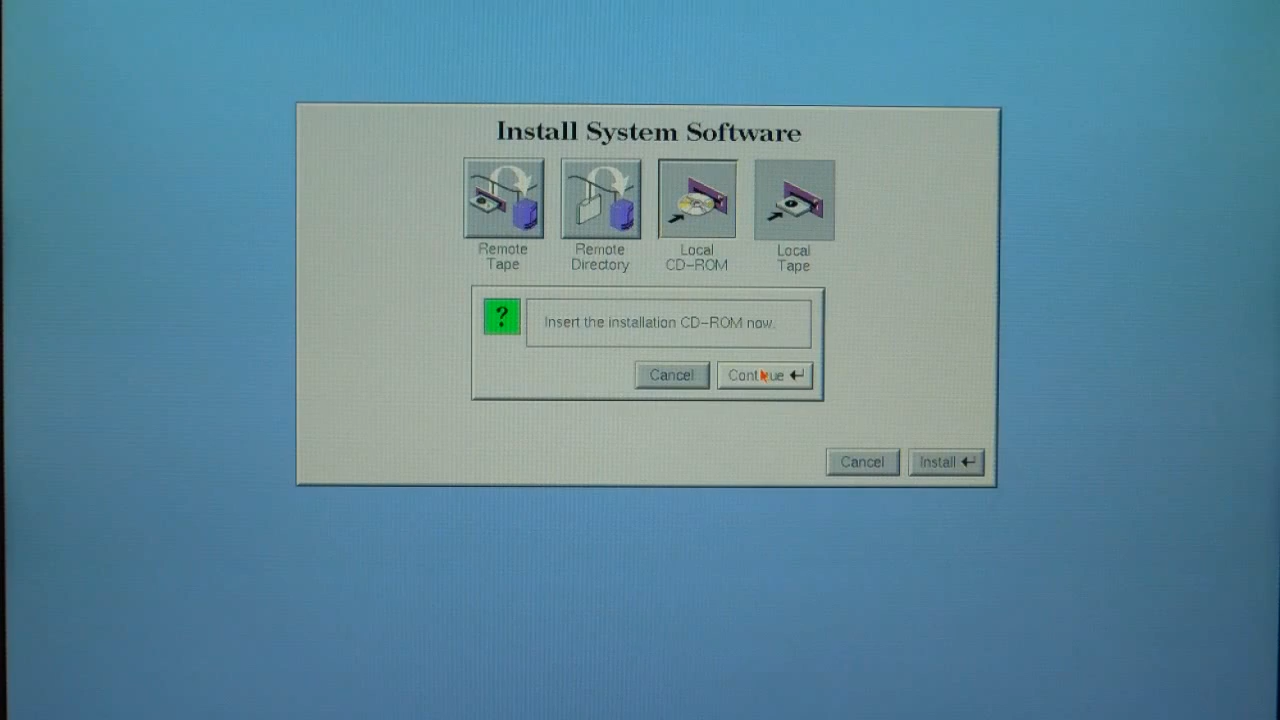 Install System Software
Remote
Tape
Remote
Directory
Local
CD-ROM
Local
Tape
?
Insert the installation CD-ROM now.
Cancel
Continue
Cancel
Install